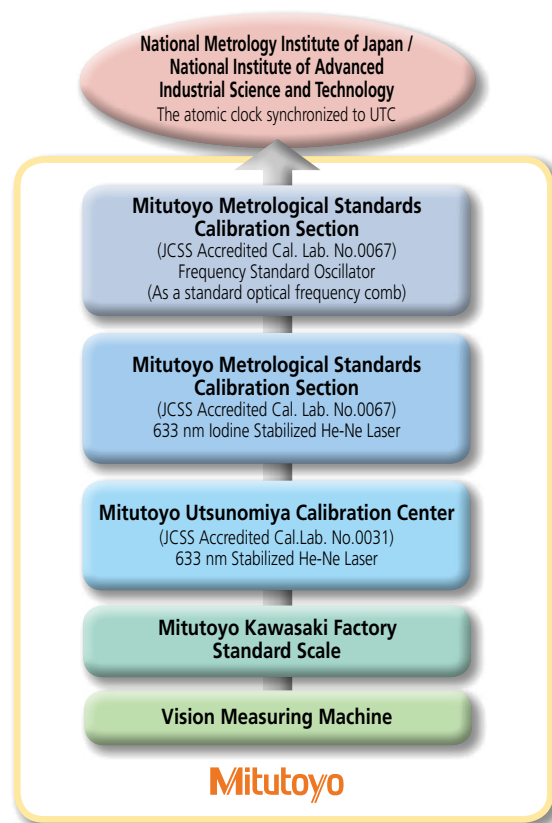 National Metrology Institute of Japan /
National Institute of Advanced
Industrial Science and Technology
The atomic clock synchronized to UTC
Mitutoyo Metrological Standards
Calibration Section
(JCSS Accredited Cal. Lab. No.0067)
Frequency Standard Oscillator
(As a standard optical frequency comb)
Mitutoyo Metrological Standards
Calibration Section
(JCSS Accredited Cal. Lab. No.0067)
633 nm Iodine Stabilized He-Ne Laser
Mitutoyo Utsunomiya Calibration Center
(JCSS Accredited Cal.Lab. No.0031)
633 nm Stabilized He-Ne Laser
Mitutoyo Kawasaki Factory
Standard Scale
Vision Measuring Machine
Mitutoyo